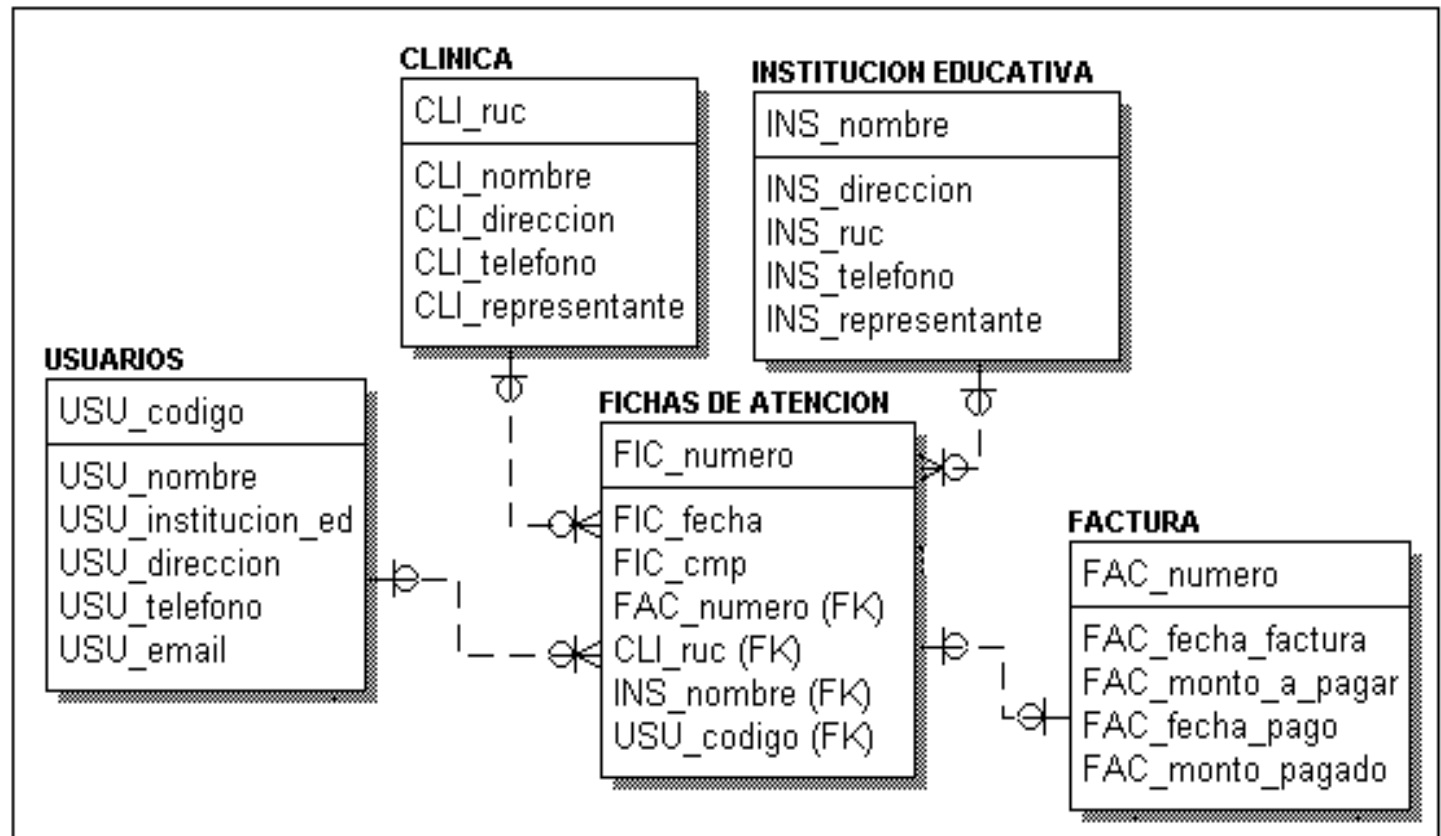 CLINICA
CLI_ruc
CLI_nombre
CLI_direccion
CLI_telefono
CLI_representante
INSTITUCION EDUCATIVA
INS_nombre
INS_direccion
INS_ruc
INS_telefono
INS_representante
USUARIOS
USU_codigo
USU_nombre
USU_institucion_ed
USU_direccion
USU_telefono
USU_email
FICHAS DE ATENCION
FIC_numero
FIC_fecha
FIC_cmp
FAC_numero (FK)
CLI_ruc (FK)
INS_nombre (FK)
USU_codigo (FK)
FACTURA
FAC_numero
FAC_fecha_factura
FAC_monto_a_pagar
FAC_fecha_pago
FAC_monto_pagado